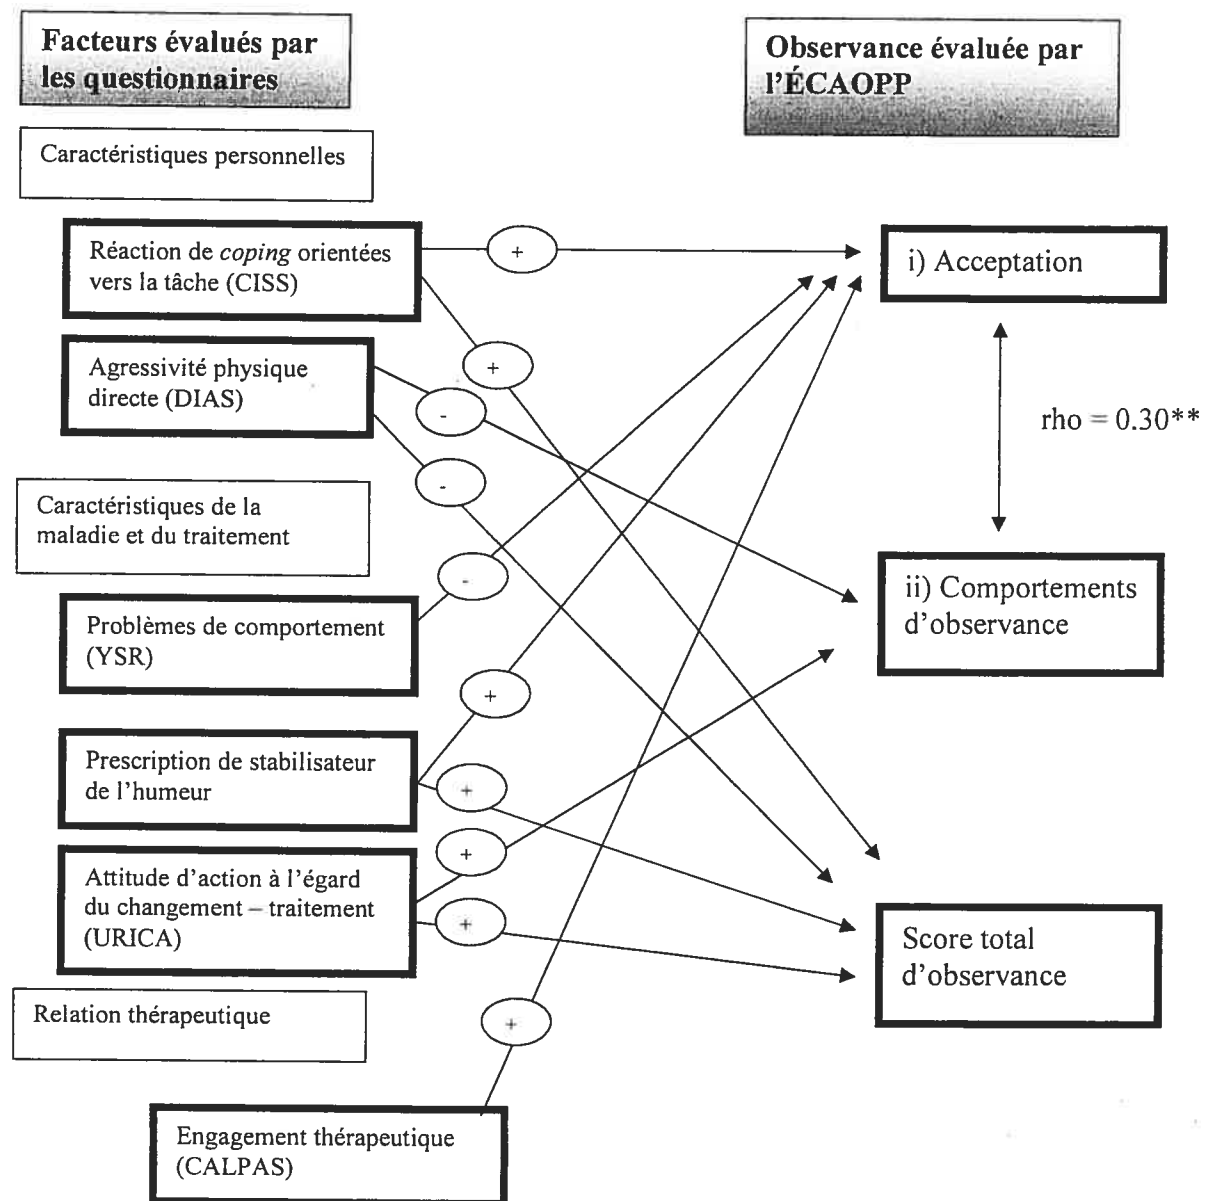 Facteurs évalués par
les questionnaires
Observance évaluée par
l'ÉCAOPP
Caractéristiques personnelles
Réaction de coping orientées
vers la tâche (CISS)
+
i) Acceptation
Agressivité physique
directe (DIAS)
+
-
rho = 0.30**
-
Caractéristiques de la
maladie et du traitement
-
ii) Comportements
d'observance
Problèmes de comportement
(YSR)
+
Prescription de stabilisateur
de l'humeur
+
+
Attitude d'action à l'égard
du changement – traitement
(URICA)
+
Score total
d'observance
Relation thérapeutique
+
Engagement thérapeutique
(CALPAS)